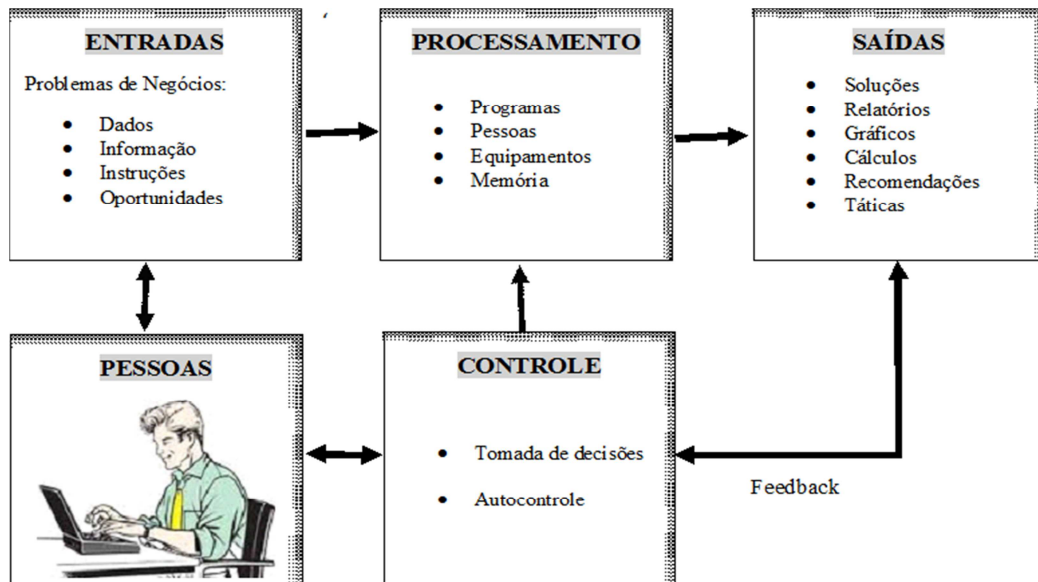 ENTRADAS
Problemas de Negócios:
• Dados
• Informação
• Instruções
• Oportunidades
PROCESSAMENTO
• Programas
• Pessoas
• Equipamentos
• Memória
SAÍDAS
• Soluções
• Relatórios
• Gráficos
• Cálculos
• Recomendações
• Táticas
PESSOAS
CONTROLE
• Tomada de decisões
• Autocontrole
Feedback